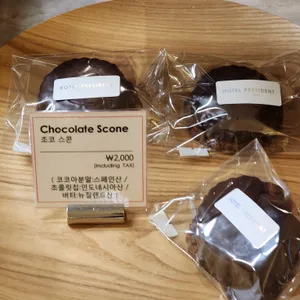 HOTEL PRESIDENT
HOTEL PRESIDENT
Chocolate Scone
초코 스콘
₩2,000
(Including TAX)
( 코코아분말:스페인산 /
초콜릿칩:인도네시아산 /
버터:뉴질랜드산 )